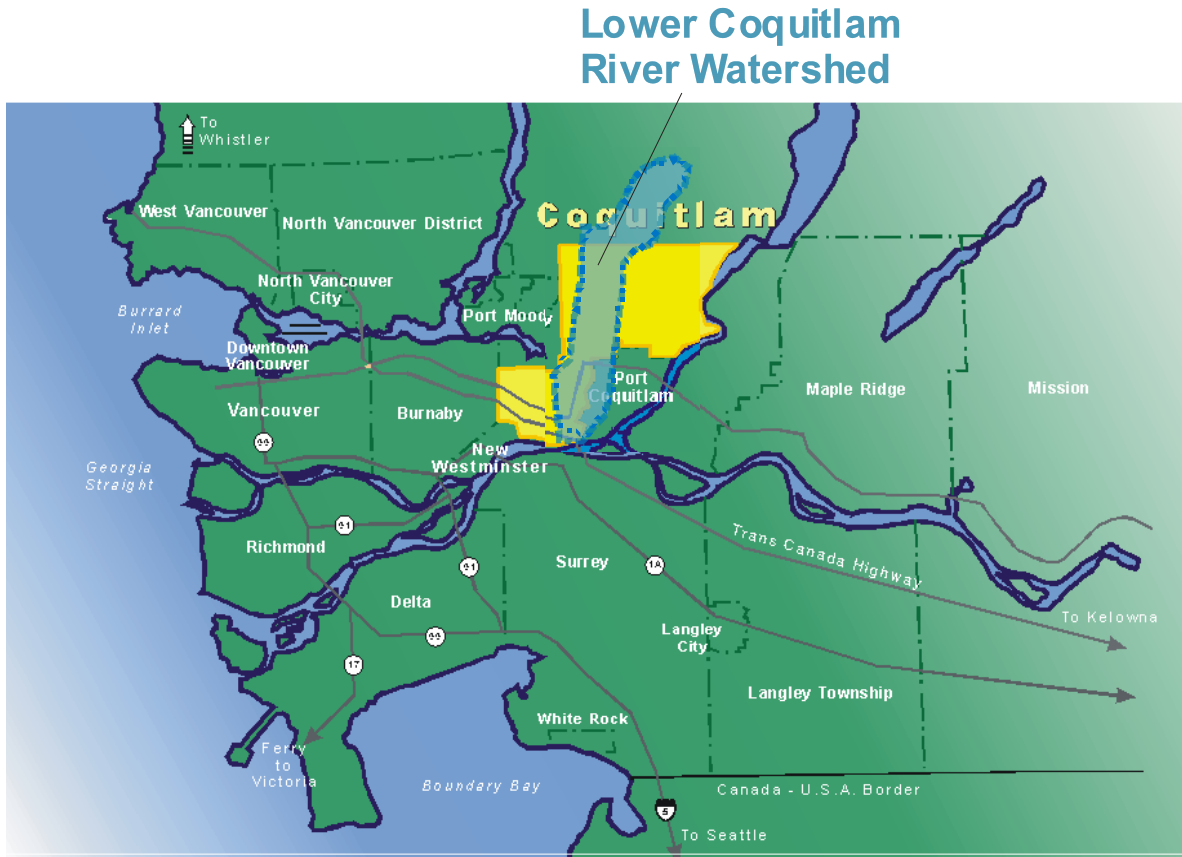 Lower Coquitlam
River Watershed
To
Whistler
West Vancouver
North Vancouver District
Coquitlam
North Vancouver
City
Port Moody
Burrard
Inlet
Downtown
Vancouver
Vancouver
Burnaby
Port
Coquitlam
Maple Ridge
Mission
99
New
Westminster
Georgia
Straight
91
Richmond
Trans Canada Highway
Surrey
1A
91
Delta
99
To Kelowna
Langley
City
17
Langley Township
White Rock
Ferry
to
Victoria
Boundary Bay
Canada - U.S.A. Border
5
To Seattle